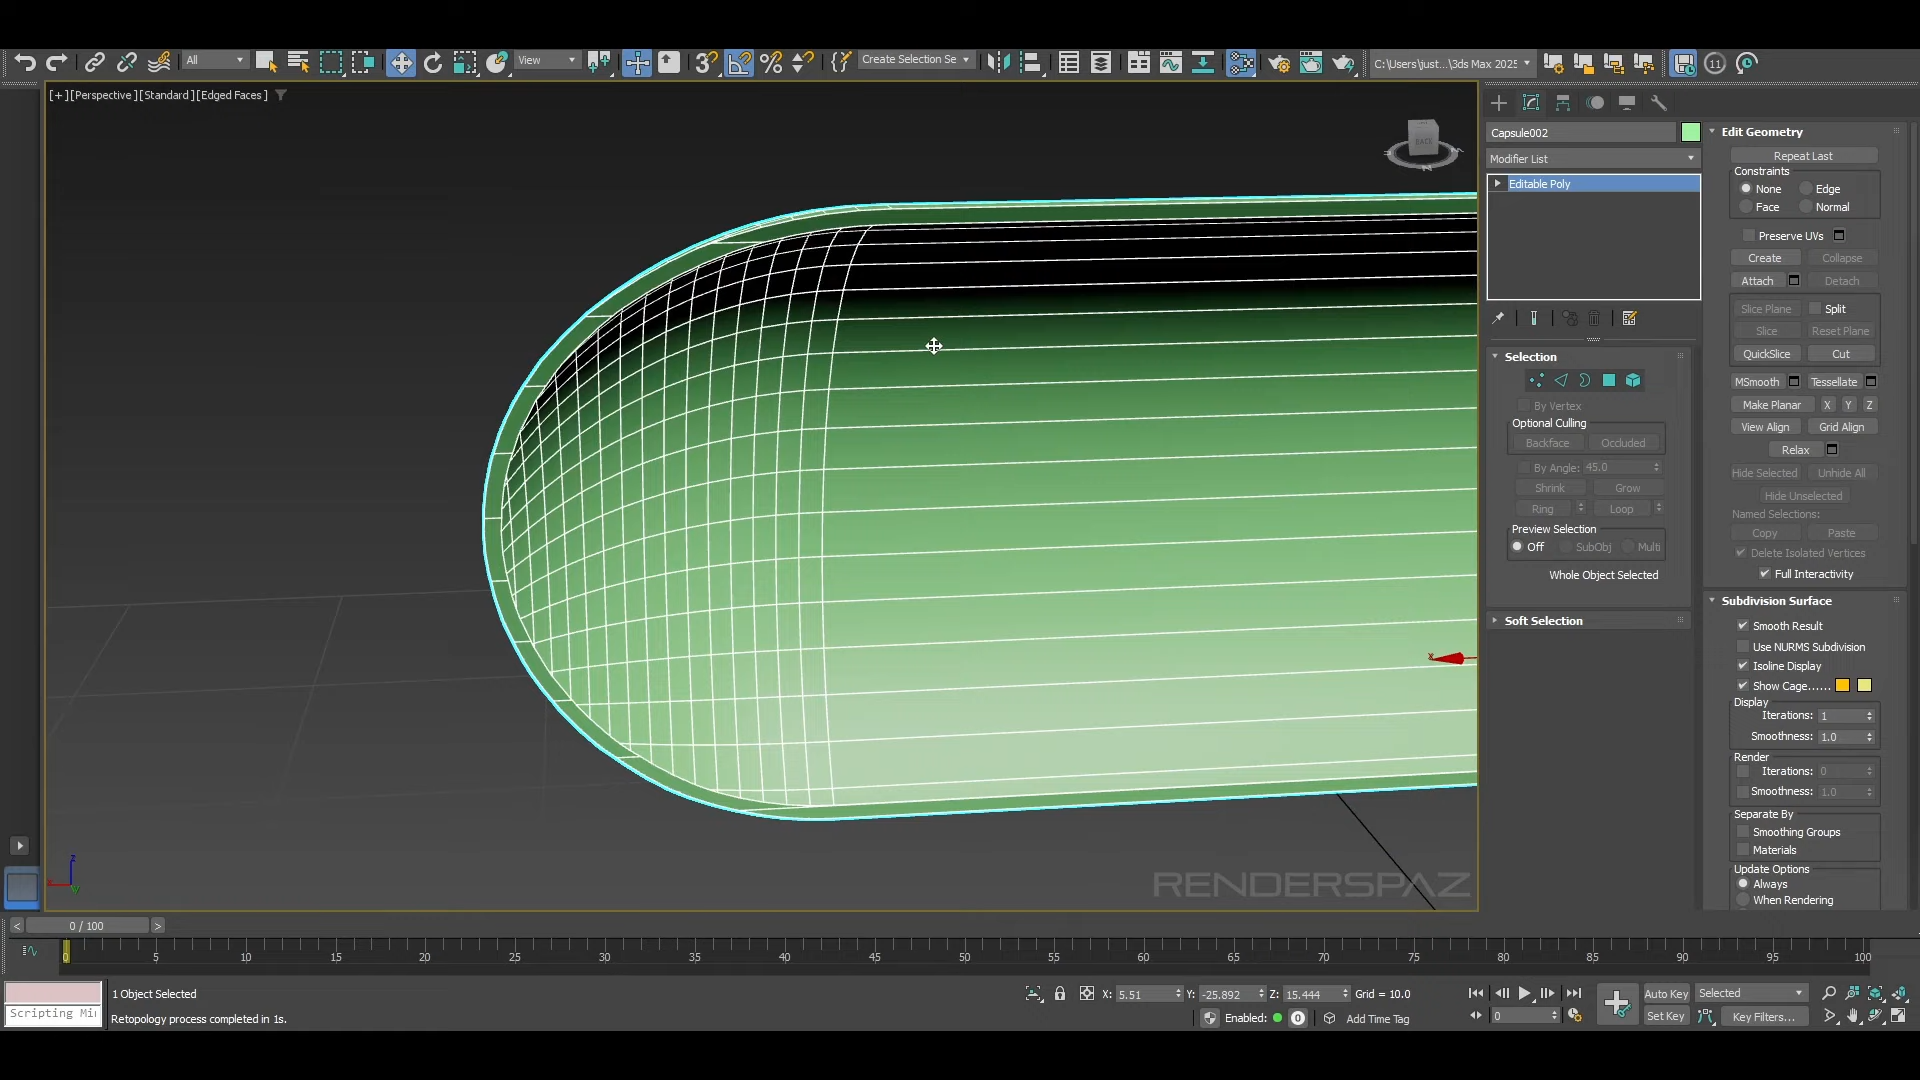 All
View
Create Selection Se
C:\Users\just...\3ds Max 2025
11
[+][Perspective][Standard][Edged Faces]
BACK
Capsule002
Modifier List
Editable Poly
Selection
By Vertex
Optional Culling
Backface Occluded
By Angle: 45.0
Shrink Grow
Ring Loop
Preview Selection
Off SubObj Multi
Whole Object Selected
Soft Selection
Edit Geometry
Repeat Last
Constraints
None Edge
Face Normal
Preserve UVs
Create Collapse
Attach Detach
Slice Plane Split
Slice Reset Plane
QuickSlice Cut
MSmooth Tessellate
Make Planar X Y Z
View Align Grid Align
Relax
Hide Selected Unhide All
Hide Unselected
Named Selections:
Copy Paste
Delete Isolated Vertices
Full Interactivity
Subdivision Surface
Smooth Result
Use NURMS Subdivision
Isoline Display
Show Cage......
Display
Iterations: 1
Smoothness: 1.0
Render
Iterations: 0
Smoothness: 1.0
Separate By
Smoothing Groups
Materials
Update Options
Always
When Rendering
x
z
x y
RENDERSPAZ
< 0 / 100 >
0 5 10 15 20 25 30 35 40 45 50 55 60 65 70 75 80 85 90 95 100
1 Object Selected
X: 5.51 Y: -25.892 Z: 15.444 Grid = 10.0
Auto Key Selected
Scripting Mi
Retopology process completed in 1s.
Enabled: 0 Add Time Tag
0
Set Key Key Filters...